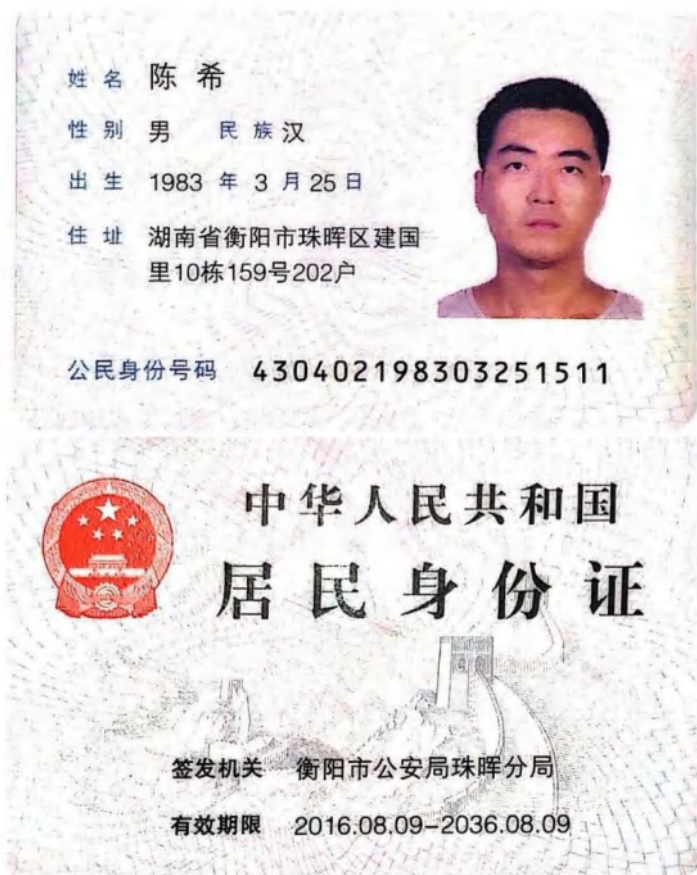 姓名 陈希
性别 男 民族 汉
出生 1983 年 3 月 25 日
住址 湖南省衡阳市珠晖区建国
里10栋159号202户
公民身份号码 430402198303251511
中华人民共和国
居民身份证
签发机关 衡阳市公安局珠晖分局
有效期限 2016.08.09-2036.08.09